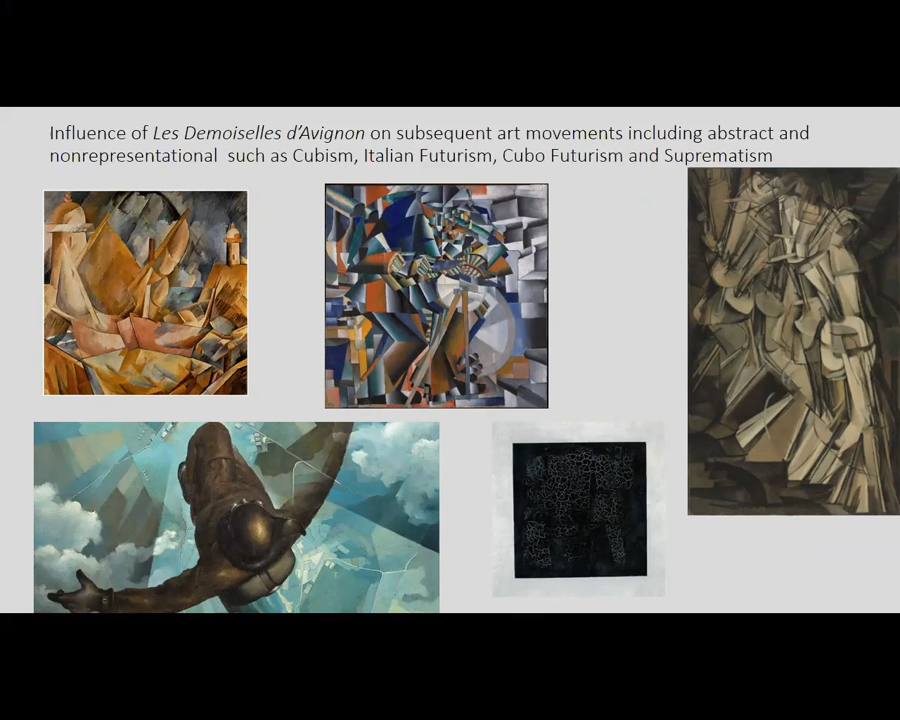 Influence of Les Demoiselles d’Avignon on subsequent art movements including abstract and
nonrepresentational such as Cubism, Italian Futurism, Cubo Futurism and Suprematism